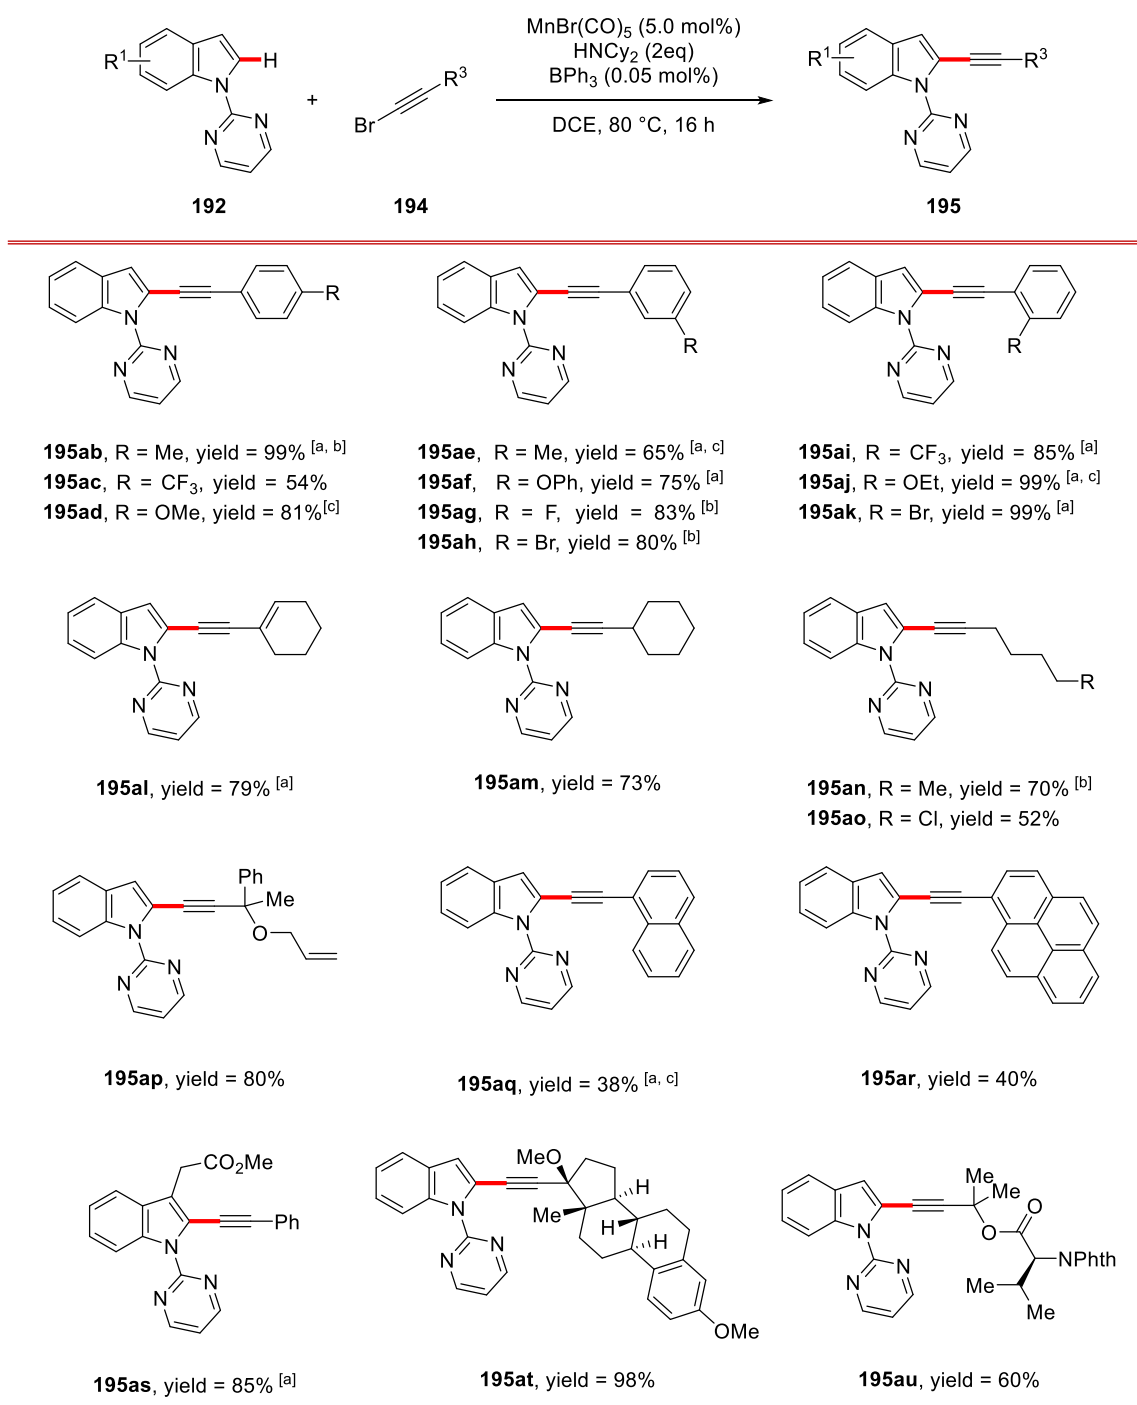 MnBr(CO)5 (5.0 mol%)
HNCy2 (2eq)
BPh3 (0.05 mol%)
DCE, 80 °C, 16 h
R1
H
N
N
N
+
Br
R3
R1
R3
N
N
N
192
194
195
R
N
N
N
R
N
N
N
R
N
N
N
195ab, R = Me, yield = 99% [a, b]
195ac, R = CF3, yield = 54%
195ad, R = OMe, yield = 81%[c]
195ae, R = Me, yield = 65% [a, c]
195af, R = OPh, yield = 75% [a]
195ag, R = F, yield = 83% [b]
195ah, R = Br, yield = 80% [b]
195ai, R = CF3, yield = 85% [a]
195aj, R = OEt, yield = 99% [a, c]
195ak, R = Br, yield = 99% [a]
N
N
N
N
N
N
R
N
N
N
195al, yield = 79% [a]
195am, yield = 73%
195an, R = Me, yield = 70% [b]
195ao, R = Cl, yield = 52%
Ph
Me
O
N
N
N
N
N
N
N
N
N
195ap, yield = 80%
195aq, yield = 38% [a, c]
195ar, yield = 40%
CO2Me
Ph
N
N
N
MeO
Me
H
H
H
OMe
N
N
N
Me
Me
O
O
NPhth
Me
Me
N
N
N
195as, yield = 85% [a]
195at, yield = 98%
195au, yield = 60%